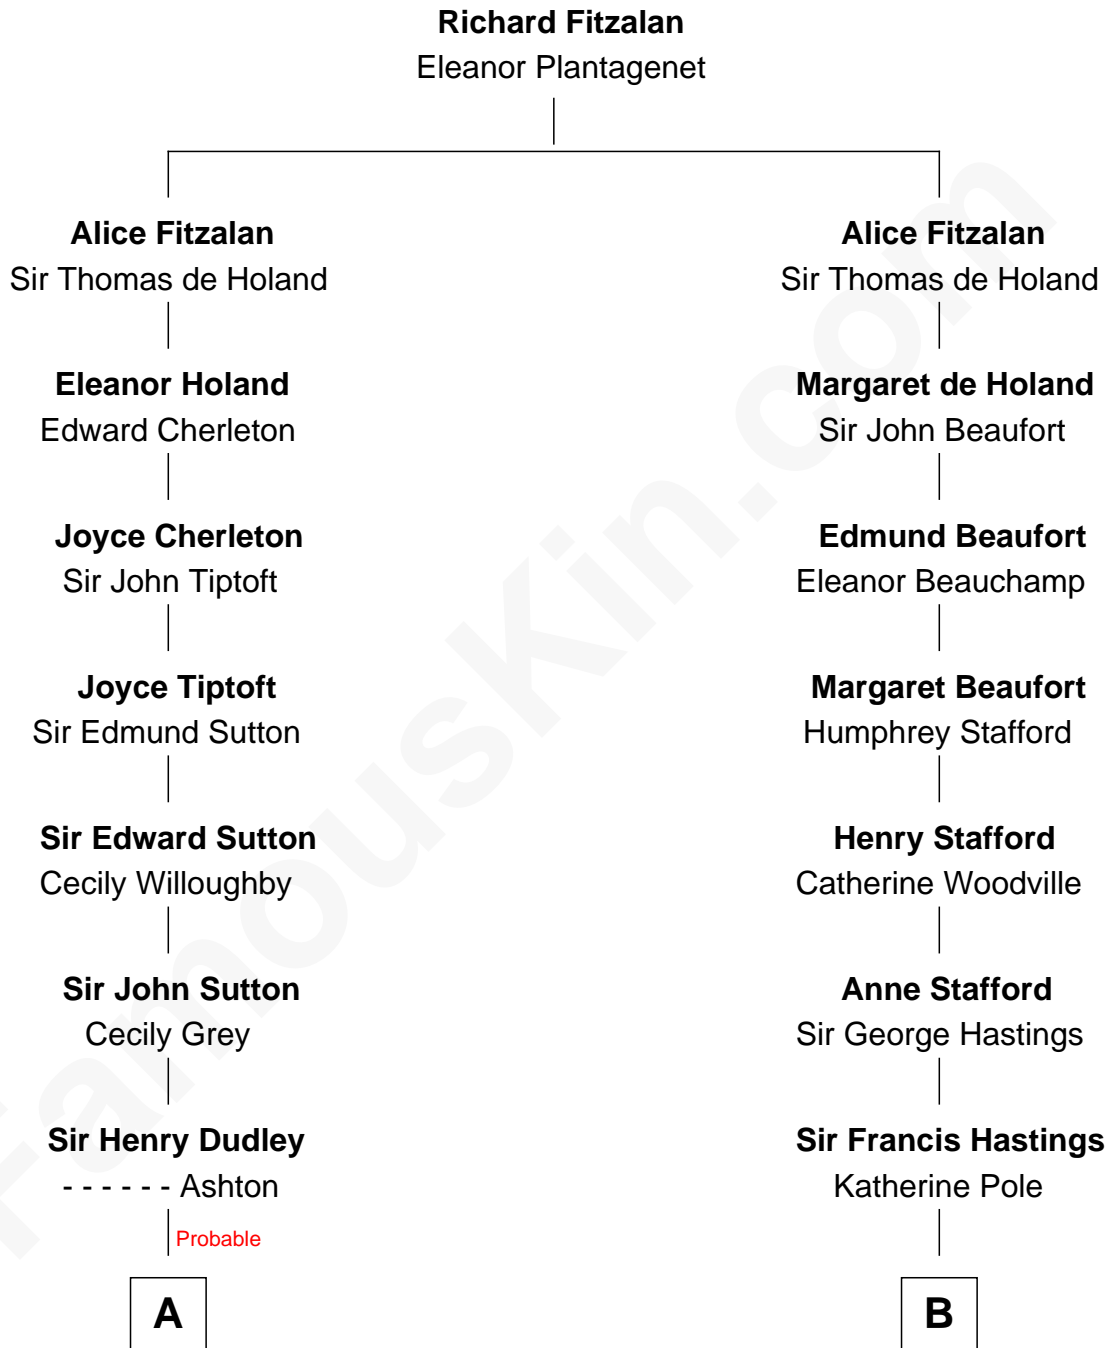 Richard Fitzalan
Eleanor Plantagenet
Alice Fitzalan
Sir Thomas de Holand
Alice Fitzalan
Sir Thomas de Holand
Eleanor Holand
Edward Cherleton
Margaret de Holand
Sir John Beaufort
Joyce Cherleton
Sir John Tiptoft
Edmund Beaufort
Eleanor Beauchamp
Joyce Tiptoft
Sir Edmund Sutton
Margaret Beaufort
Humphrey Stafford
Sir Edward Sutton
Cecily Willoughby
Henry Stafford
Catherine Woodville
Sir John Sutton
Cecily Grey
Anne Stafford
Sir George Hastings
Sir Henry Dudley
- - - - - - Ashton
Sir Francis Hastings
Katherine Pole
Probable
A
B
FamousKin.com